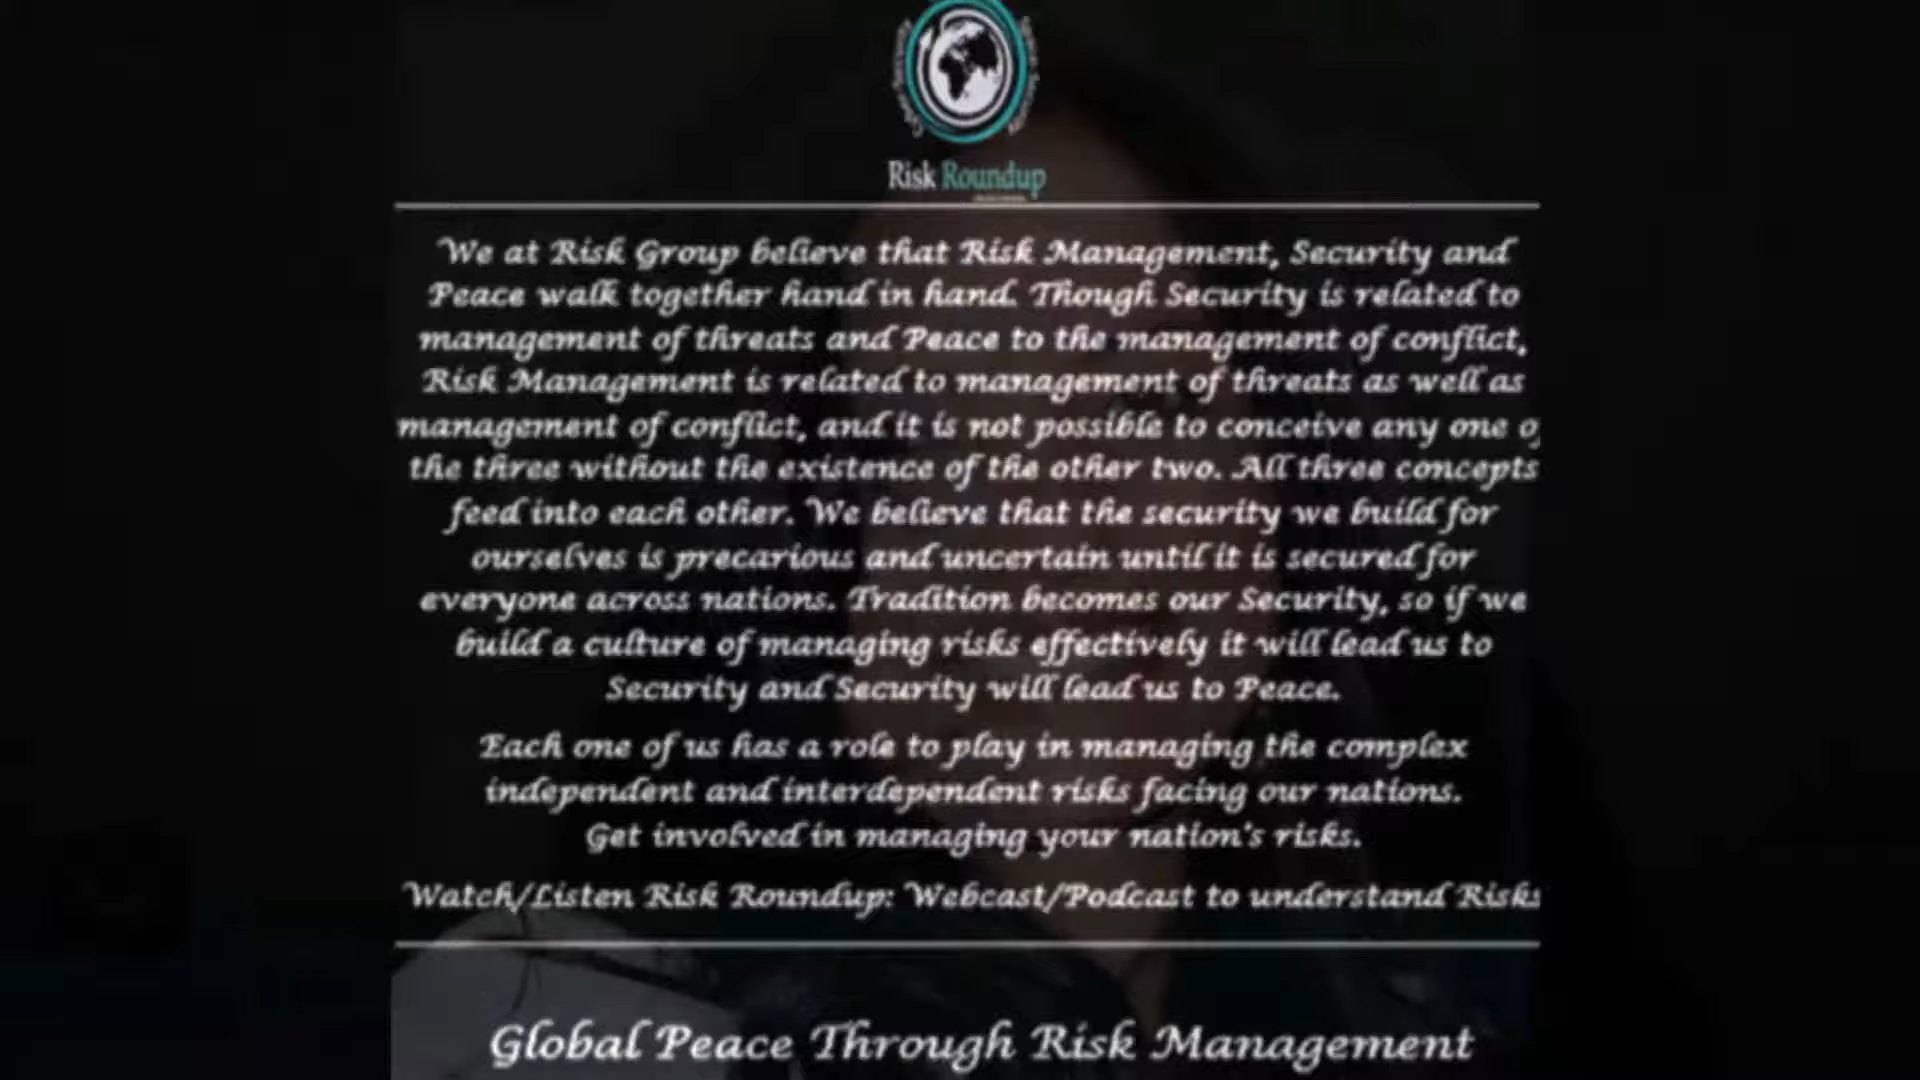 Risk Roundup
We at Risk Group believe that Risk Management, Security and
Peace walk together hand in hand. Though Security is related to
management of threats and Peace to the management of conflict,
Risk Management is related to management of threats as well as
management of conflict, and it is not possible to conceive any one o
the three without the existence of the other two. All three concepts
feed into each other. We believe that the security we build for
ourselves is precarious and uncertain until it is secured for
everyone across nations. Tradition becomes our Security, so if we
build a culture of managing risks effectively it will lead us to
Security and Security will lead us to Peace.
Each one of us has a role to play in managing the complex
independent and interdependent risks facing our nations.
Get involved in managing your nation's risks.
Watch/Listen Risk Roundup: Webcast/Podcast to understand Risks
Global Peace Through Risk Management